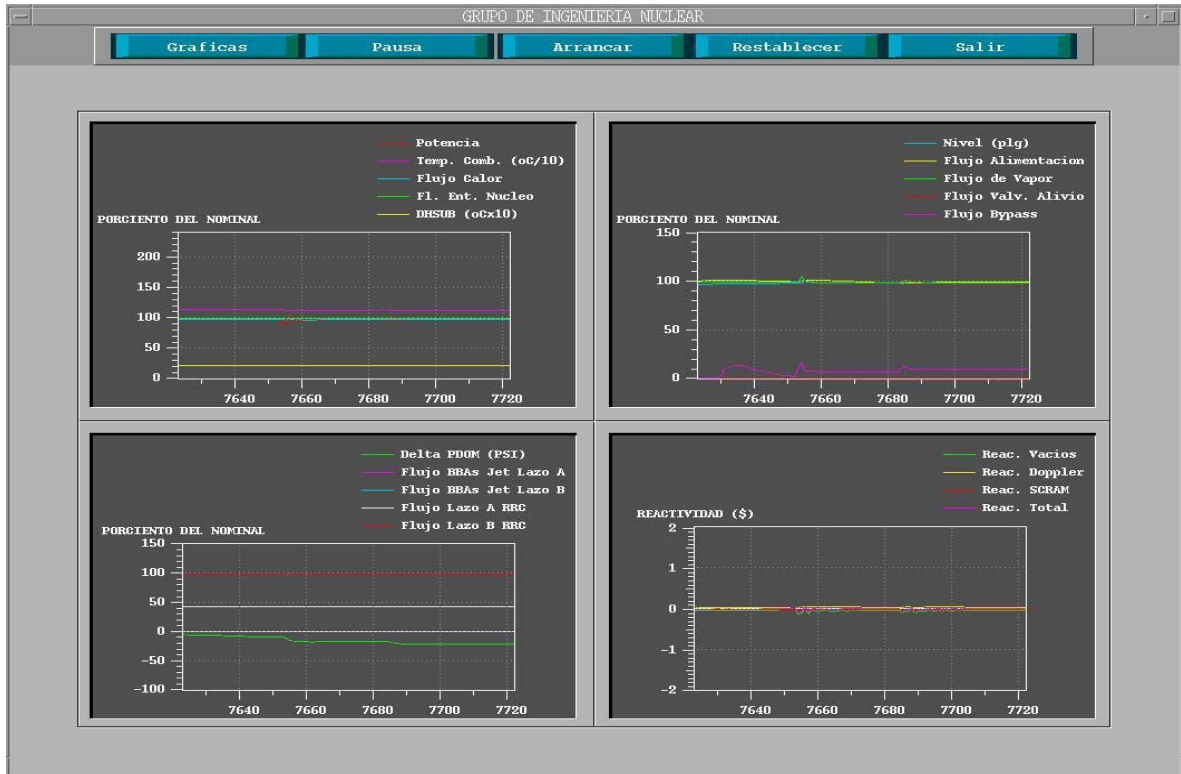 GRUPO DE INGENIERIA NUCLEAR
Graficas Pausa Arrancar Restablecer Salir
Potencia
Temp. Comb. (oC/10)
Flujo Calor
Fl. Ent. Nucleo
DHSUB (oCx10)
PORCIENTO DEL NOMINAL
200
150
100
50
0
7640 7660 7680 7700 7720
Nivel (plg)
Flujo Alimentacion
Flujo de Vapor
Flujo Valv. Alivio
Flujo Bypass
PORCIENTO DEL NOMINAL
150
100
50
0
7640 7660 7680 7700 7720
Delta PDOM (PSI)
Flujo BBAs Jet Lazo A
Flujo BBAs Jet Lazo B
Flujo Lazo A RRC
Flujo Lazo B RRC
PORCIENTO DEL NOMINAL
150
100
50
0
-50
-100
7640 7660 7680 7700 7720
Reac. Vacios
Reac. Doppler
Reac. SCRAM
Reac. Total
REACTIVIDAD ($)
2
1
0
-1
-2
7640 7660 7680 7700 7720